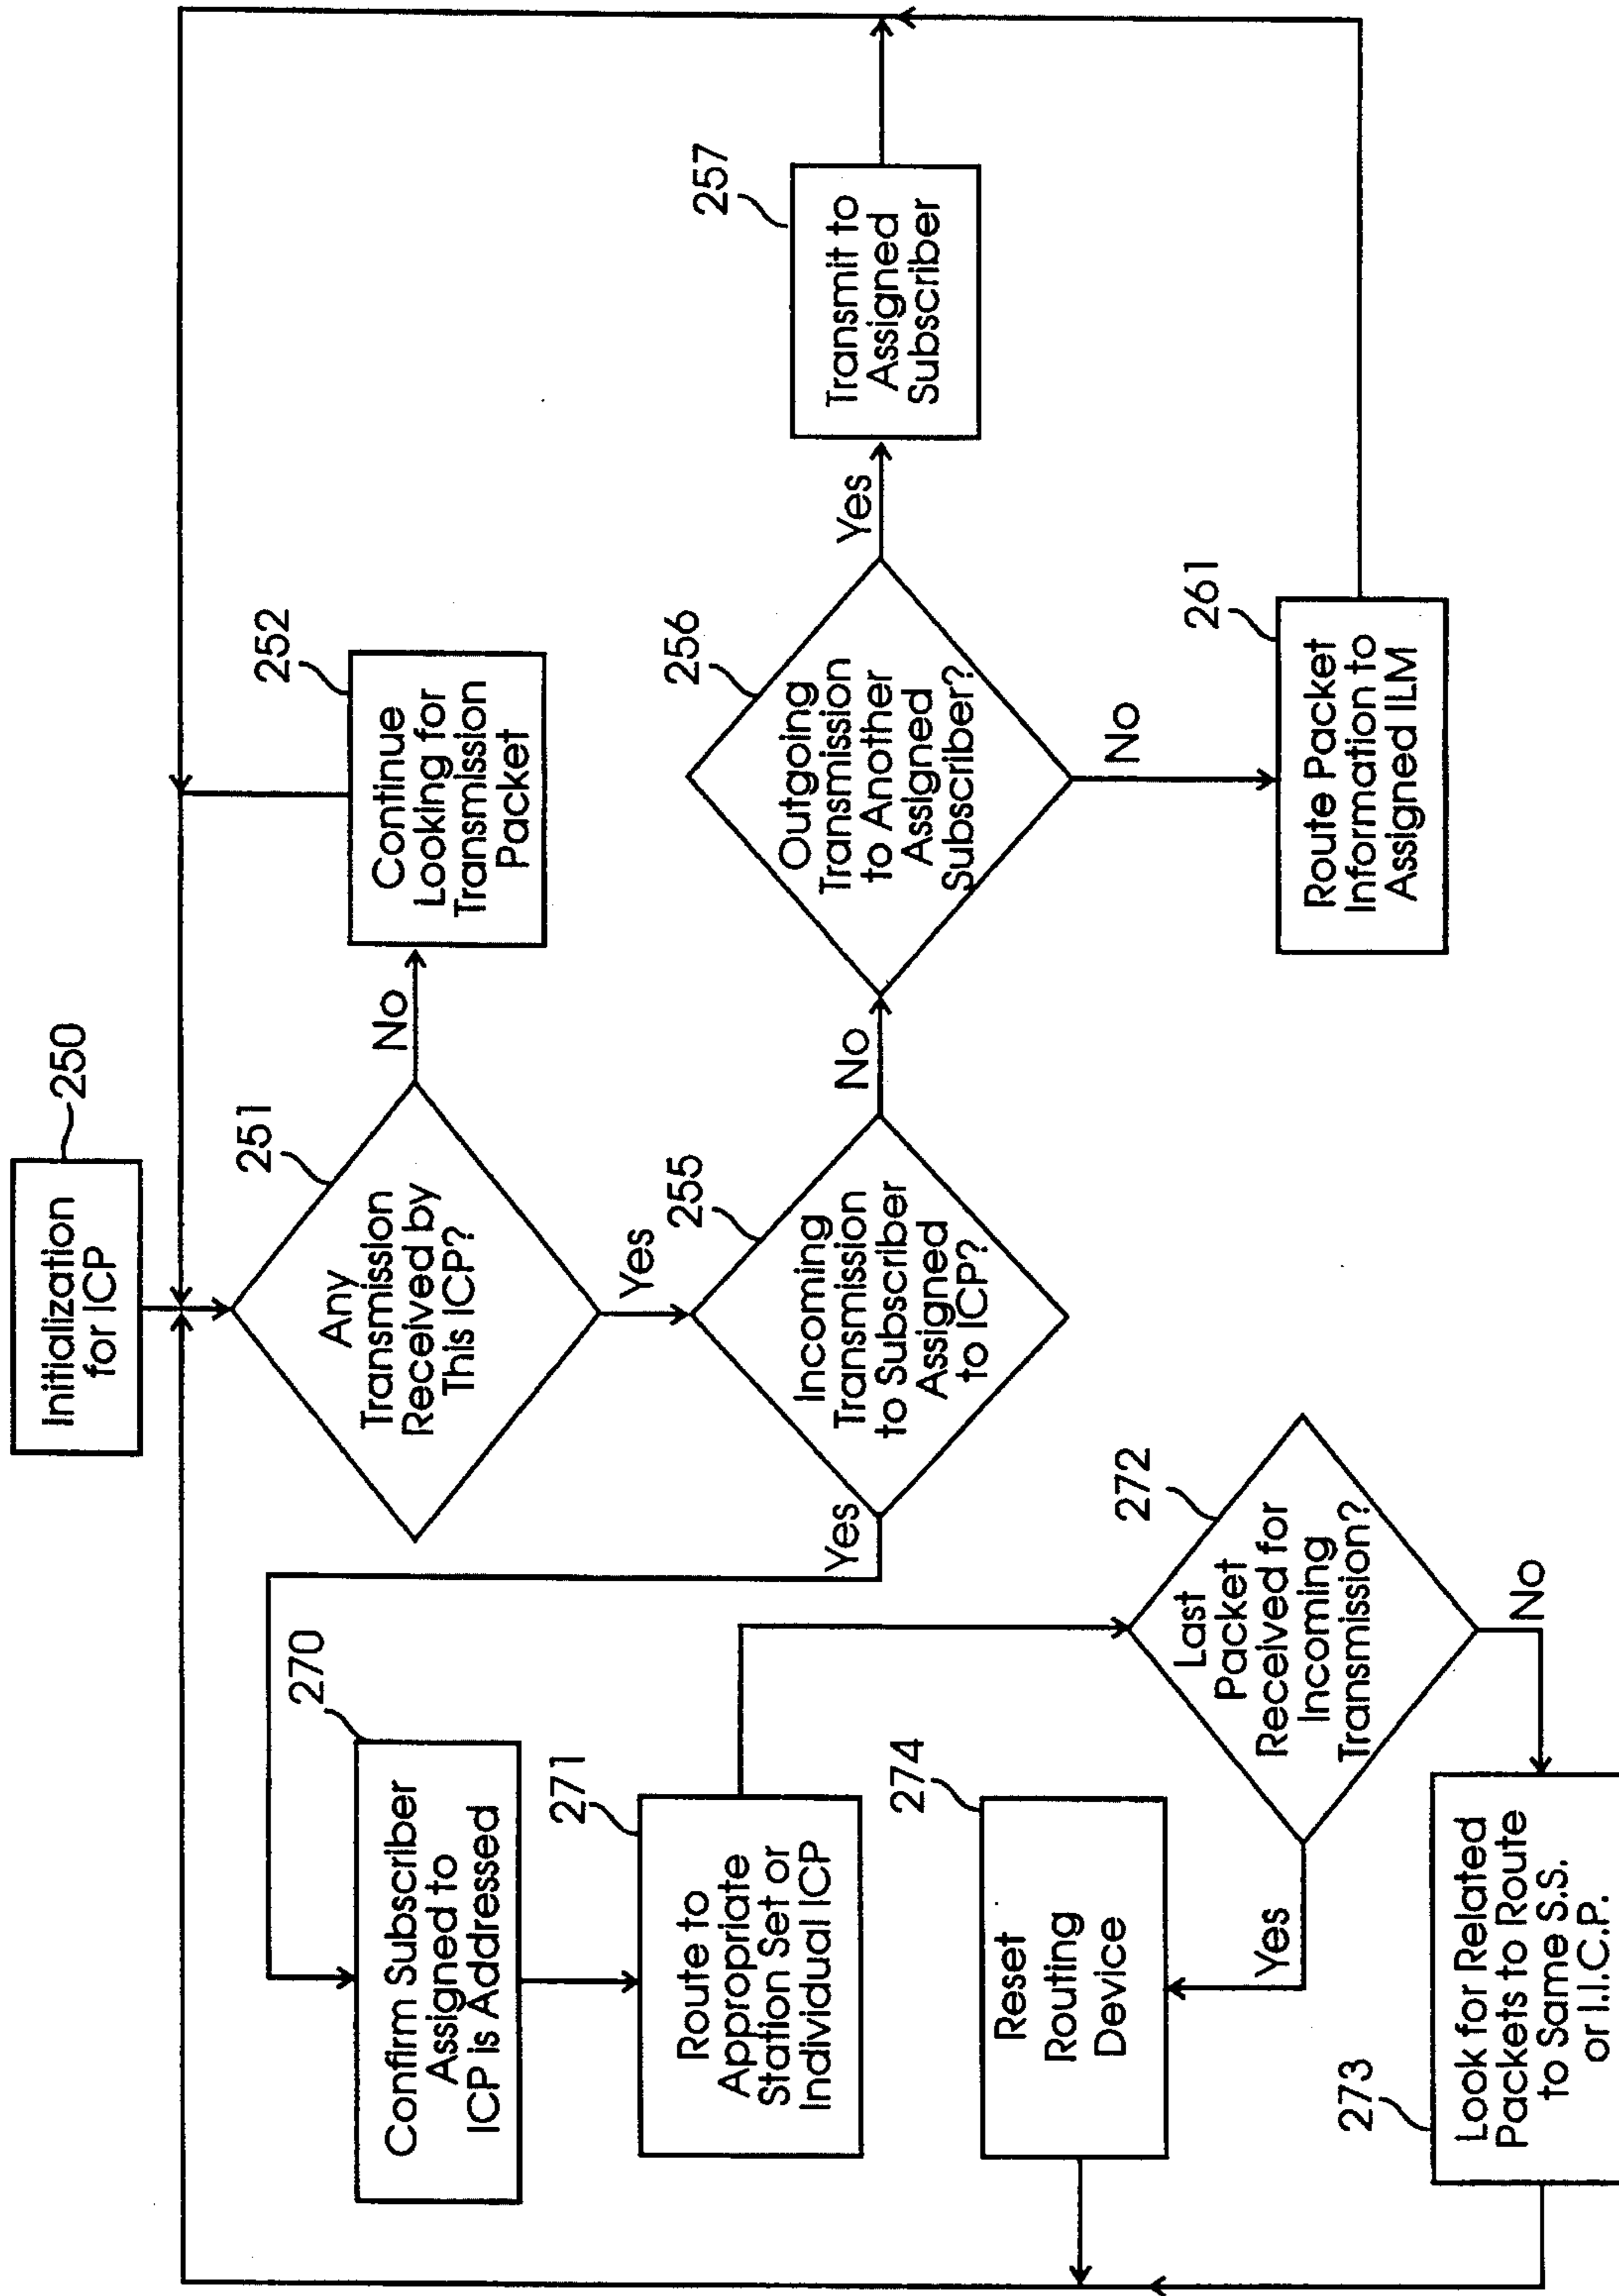 Initialization
for ICP
250
Any
Transmission
Received by
This ICP?
251
No
Continue
Looking for
Transmission
Packet
252
Yes
Incoming
Transmission
to Subscriber
Assigned
to ICP?
255
No
Outgoing
Transmission
to Another
Assigned
Subscriber?
256
Yes
Transmit to
Assigned
Subscriber
257
No
Route Packet
Information to
Assigned ILM
261
Yes
Confirm Subscriber
Assigned to
ICP is Addressed
270
Route to
Appropriate
Station Set or
Individual ICP
271
Last
Packet
Received for
Incoming
Transmission?
272
Yes
Reset
Routing
Device
274
No
Look for Related
Packets to Route
to Same S.S.
or I.I.C.P.
273